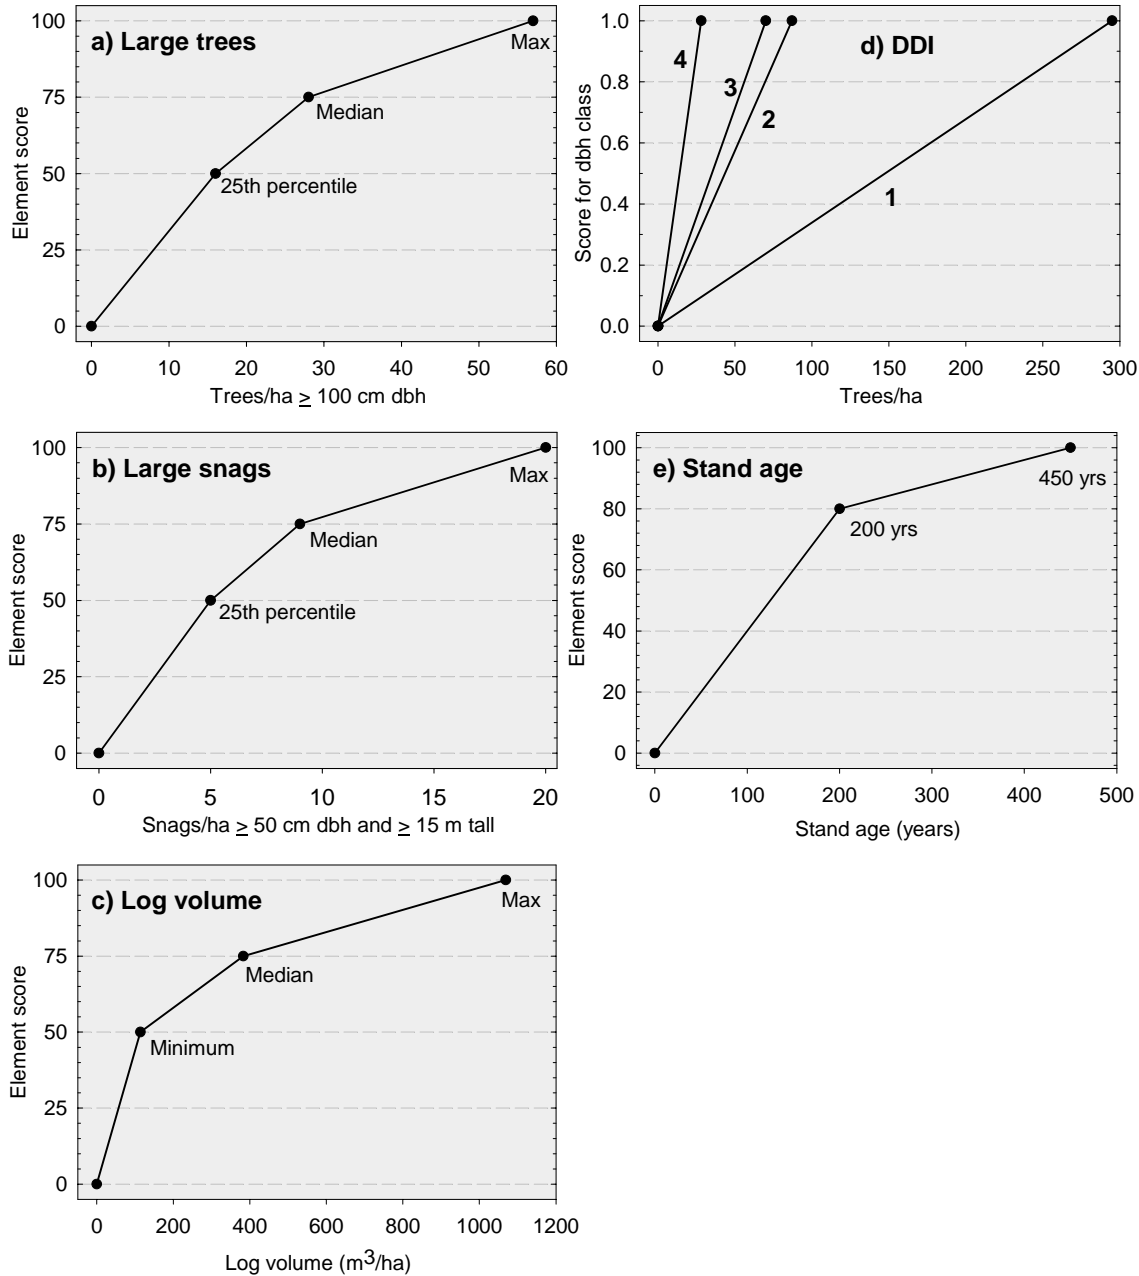 a) Large trees
Element score
100
75
50
25
0
Max
Median
25th percentile
0 10 20 30 40 50 60
Trees/ha ≥ 100 cm dbh
d) DDI
Score for dbh class
1.0
0.8
0.6
0.4
0.2
0.0
4
3
2
1
0 50 100 150 200 250 300
Trees/ha
b) Large snags
Element score
100
75
50
25
0
Max
Median
25th percentile
0 5 10 15 20
Snags/ha ≥ 50 cm dbh and ≥ 15 m tall
e) Stand age
Element score
100
80
60
40
20
0
450 yrs
200 yrs
0 100 200 300 400 500
Stand age (years)
c) Log volume
Element score
100
75
50
25
0
Max
Median
Minimum
0 200 400 600 800 1000 1200
Log volume (m³/ha)